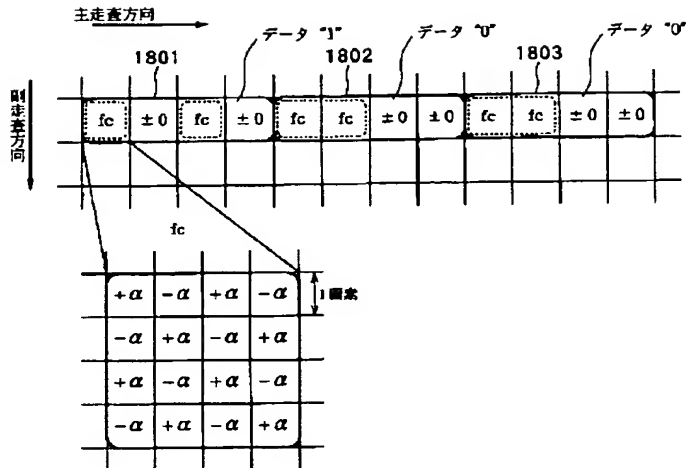 主走査方向
データ “1”
データ “0”
データ “0”
1801
1802
1803
副走査方向
fc ±0 fc ±0 fc fc ±0 ±0 fc fc ±0 ±0
fc
+α -α +α -α
1画素
-α +α -α +α
+α -α +α -α
-α +α -α +α